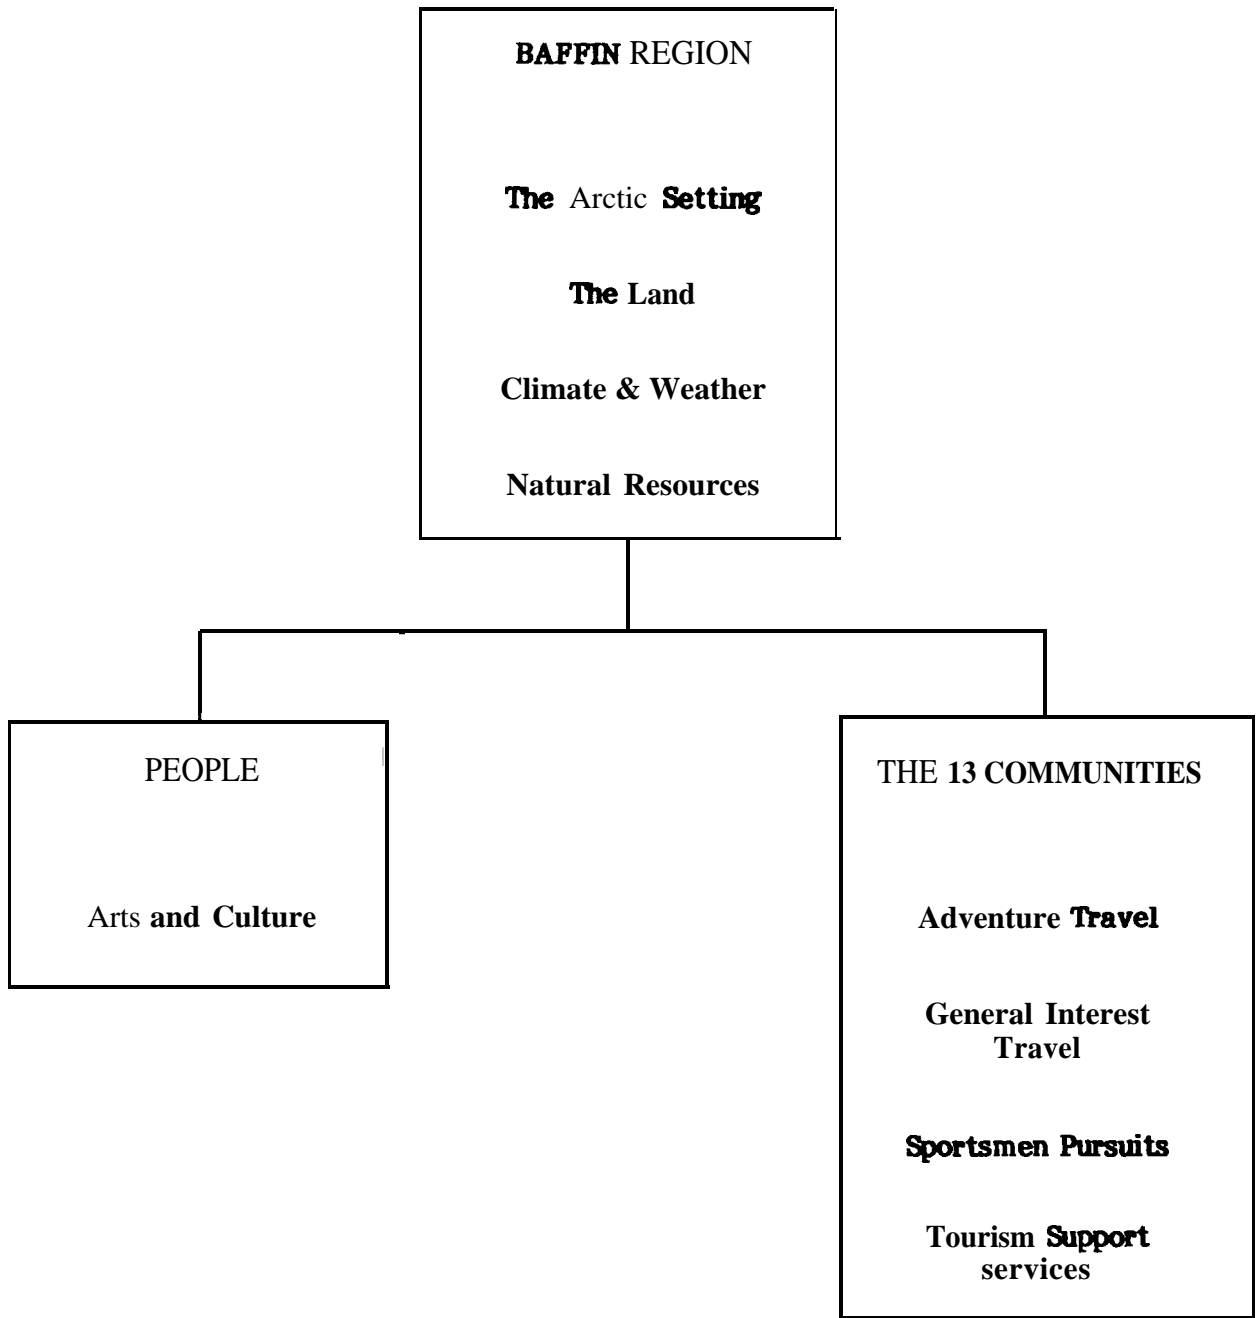 BAFFIN REGION
The Arctic Setting
The Land
Climate & Weather
Natural Resources
PEOPLE
Arts and Culture
THE 13 COMMUNITIES
Adventure Travel
General Interest
Travel
Sportsmen Pursuits
Tourism Support
services